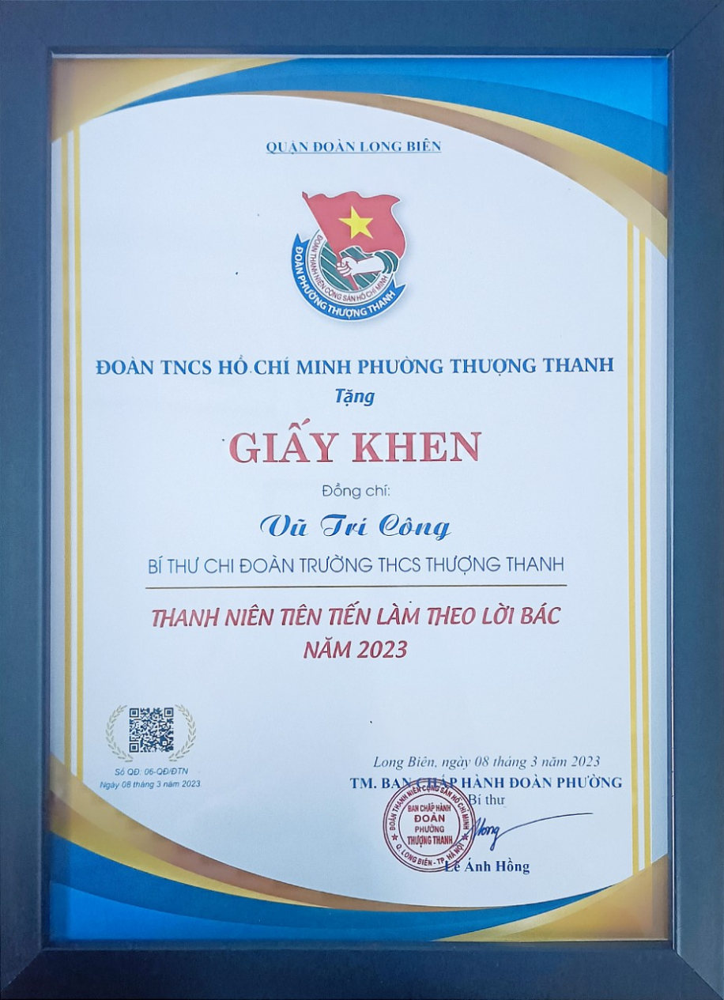 QUẬN ĐOÀN LONG BIÊN
ĐOÀN THANH NIÊN CỘNG SẢN HỒ CHÍ MINH
ĐOÀN PHƯỜNG THƯỢNG THANH
ĐOÀN TNCS HỒ CHÍ MINH PHƯỜNG THƯỢNG THANH
Tặng
GIẤY KHEN
Đồng chí:
Vũ Trí Công
BÍ THƯ CHI ĐOÀN TRƯỜNG THCS THƯỢNG THANH
THANH NIÊN TIÊN TIẾN LÀM THEO LỜI BÁC
NĂM 2023
Số QĐ: 06-QĐ/ĐTN
Ngày 08 tháng 3 năm 2023
Long Biên, ngày 08 tháng 3 năm 2023
TM. BAN CHẤP HÀNH ĐOÀN PHƯỜNG
Bí thư
ĐOÀN THANH NIÊN CỘNG SẢN HỒ CHÍ MINH
BAN CHẤP HÀNH
ĐOÀN
PHƯỜNG
THƯỢNG THANH
Q. LONG BIÊN - TP. HÀ NỘI
Hong
Lê Ánh Hồng